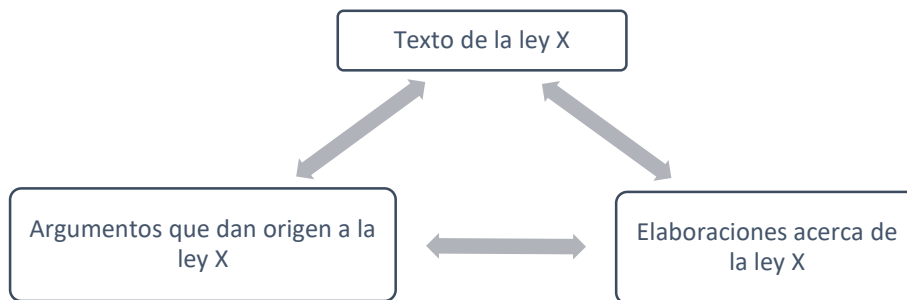 Texto de la ley X
Argumentos que dan origen a la
ley X
Elaboraciones acerca de
la ley X